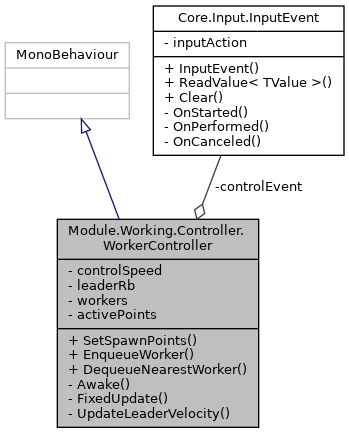 Core.Input.InputEvent
- inputAction
+ InputEvent()
+ ReadValue< TValue >()
+ Clear()
- OnStarted()
- OnPerformed()
- OnCanceled()
MonoBehaviour
-controlEvent
Module.Working.Controller.
WorkerController
- controlSpeed
- leaderRb
- workers
- activePoints
+ SetSpawnPoints()
+ EnqueueWorker()
+ DequeueNearestWorker()
- Awake()
- FixedUpdate()
- UpdateLeaderVelocity()